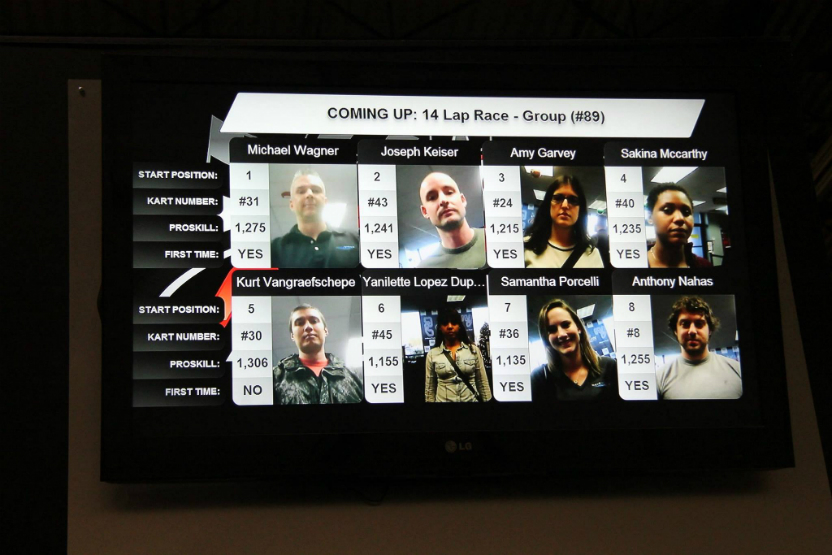 COMING UP: 14 Lap Race - Group (#89)
Michael Wagner Joseph Keiser Amy Garvey Sakina Mccarthy
START POSITION: 1 2 3 4
KART NUMBER: #31 #43 #24 #40
PROSKILL: 1,275 1,241 1,215 1,235
FIRST TIME: YES YES YES YES
Kurt Vangraefschepe Yanilette Lopez Dup... Samantha Porcelli Anthony Nahas
START POSITION: 5 6 7 8
KART NUMBER: #30 #45 #36 #8
PROSKILL: 1,306 1,155 1,135 1,255
FIRST TIME: NO YES YES YES
LG